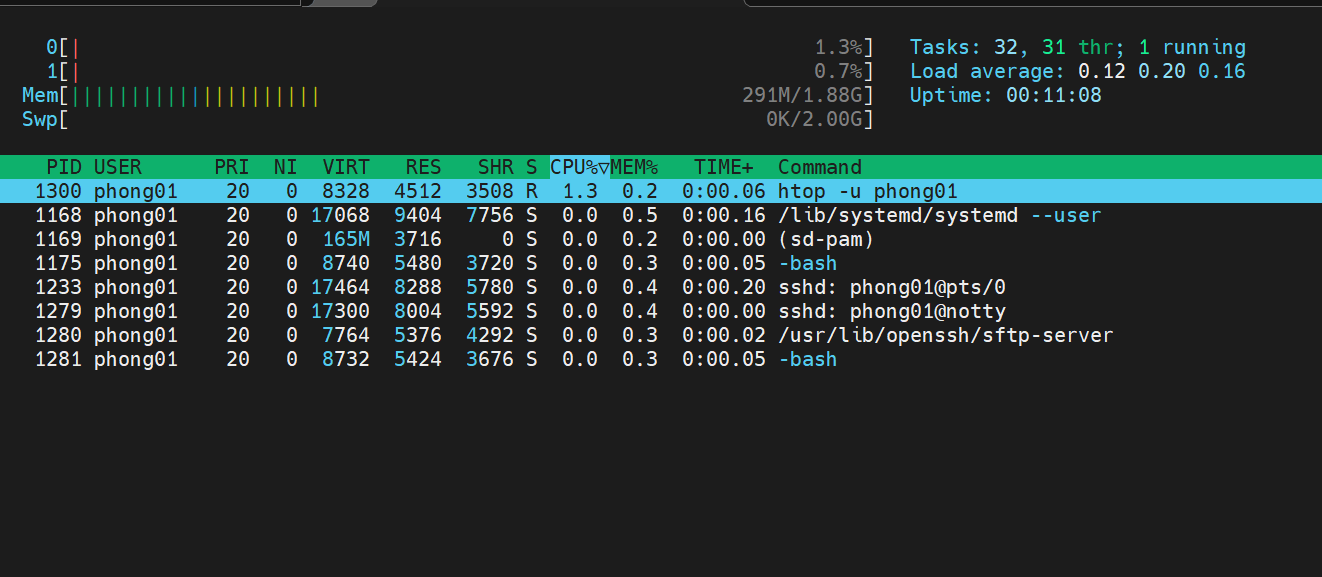 0[| 1.3%] Tasks: 32, 31 thr; 1 running
1[| 0.7%] Load average: 0.12 0.20 0.16
Mem[||||||||||||||||||||| 291M/1.88G] Uptime: 00:11:08
Swp[ 0K/2.00G]
PID USER PRI NI VIRT RES SHR S CPU%▽MEM% TIME+ Command
1300 phong01 20 0 8328 4512 3508 R 1.3 0.2 0:00.06 htop -u phong01
1168 phong01 20 0 17068 9404 7756 S 0.0 0.5 0:00.16 /lib/systemd/systemd --user
1169 phong01 20 0 165M 3716 0 S 0.0 0.2 0:00.00 (sd-pam)
1175 phong01 20 0 8740 5480 3720 S 0.0 0.3 0:00.05 -bash
1233 phong01 20 0 17464 8288 5780 S 0.0 0.4 0:00.20 sshd: phong01@pts/0
1279 phong01 20 0 17300 8004 5592 S 0.0 0.4 0:00.00 sshd: phong01@notty
1280 phong01 20 0 7764 5376 4292 S 0.0 0.3 0:00.02 /usr/lib/openssh/sftp-server
1281 phong01 20 0 8732 5424 3676 S 0.0 0.3 0:00.05 -bash